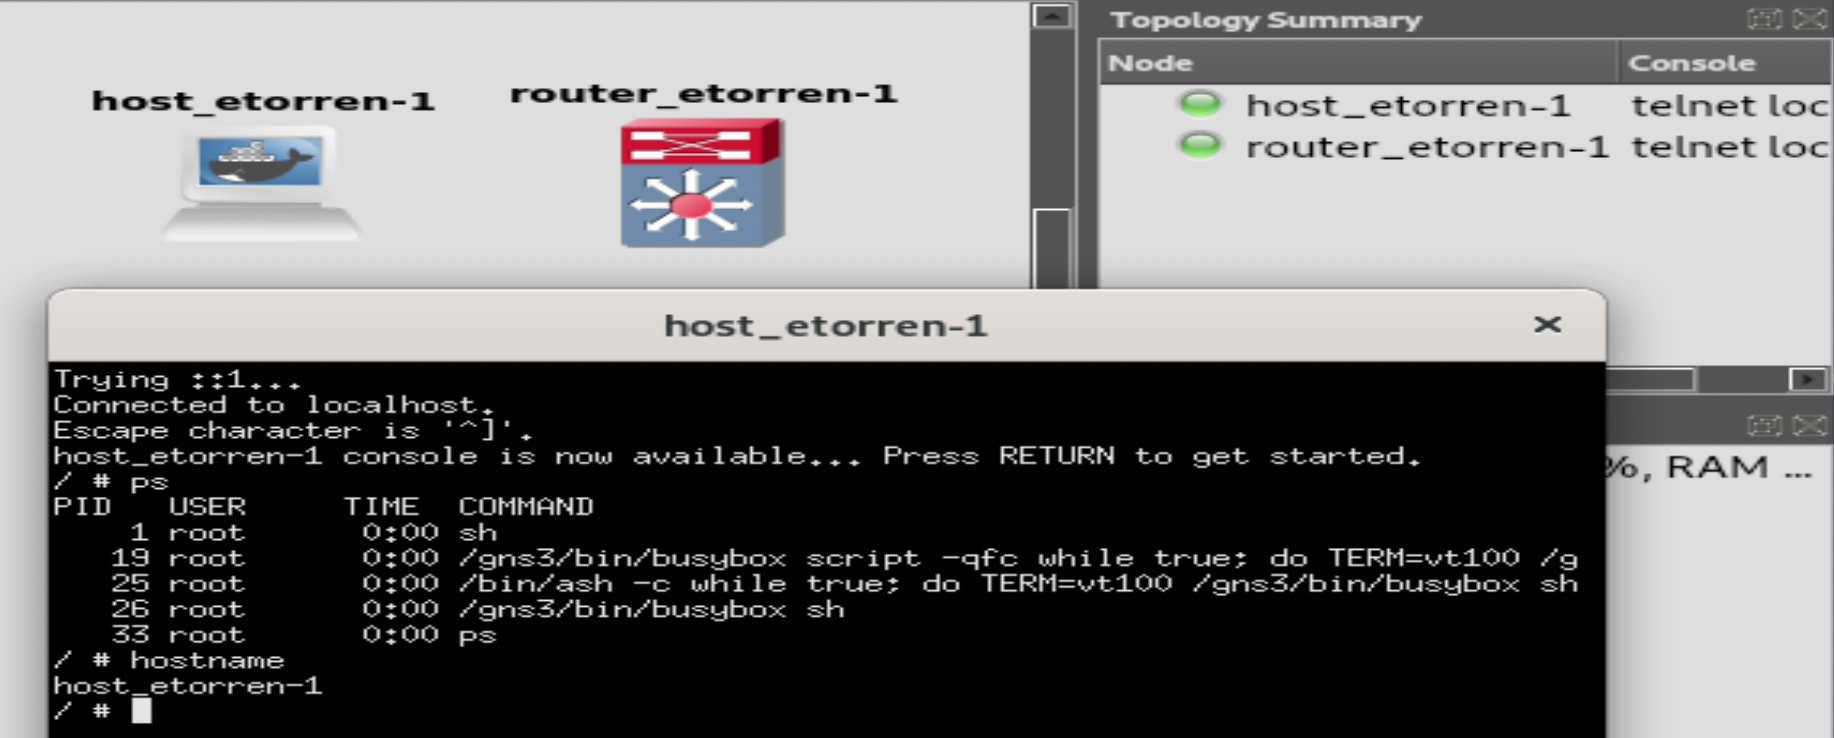 host_etorren-1
router_etorren-1
Topology Summary
Node Console
host_etorren-1 telnet loc
router_etorren-1 telnet loc
%, RAM ...
host_etorren-1
Trying ::1...
Connected to localhost.
Escape character is '^]'.
host_etorren-1 console is now available... Press RETURN to get started.
/ # ps
PID   USER     TIME  COMMAND
    1 root      0:00 sh
   19 root      0:00 /gns3/bin/busybox script -qfc while true; do TERM=vt100 /g
   25 root      0:00 /bin/ash -c while true; do TERM=vt100 /gns3/bin/busybox sh
   26 root      0:00 /gns3/bin/busybox sh
   33 root      0:00 ps
/ # hostname
host_etorren-1
/ #